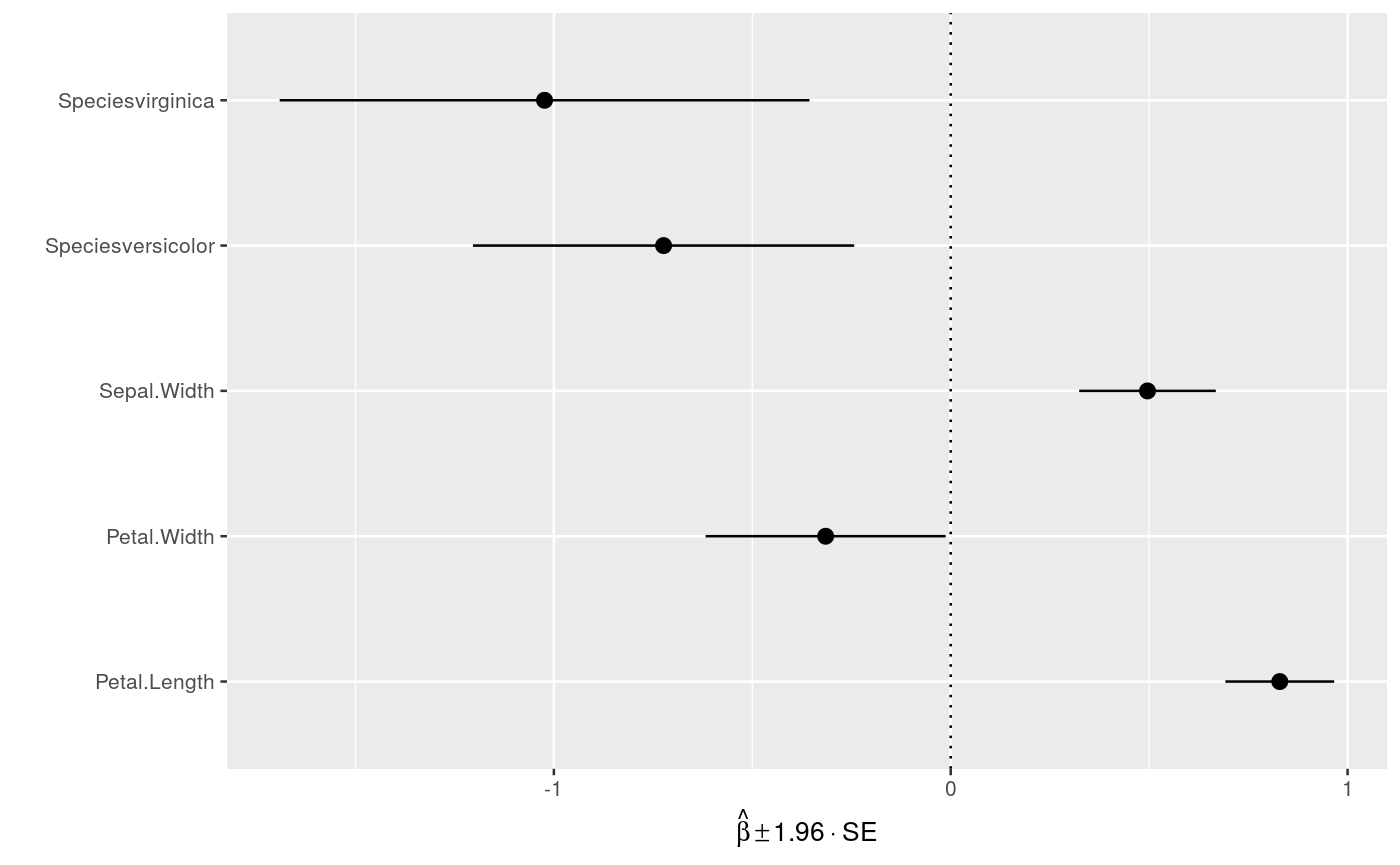 Speciesvirginica
Speciesversicolor
Sepal.Width
Petal.Width
Petal.Length
-1 0 1
β̂ ± 1.96 · SE